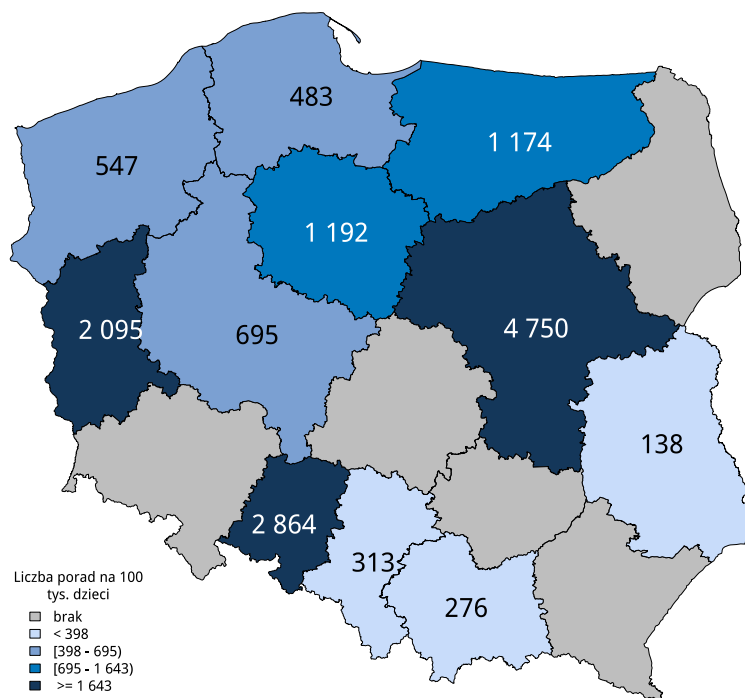 483
1 174
547
1 192
2 095
695
4 750
138
2 864
313
276
Liczba porad na 100
tys. dzieci
brak
< 398
[398 - 695)
[695 - 1 643)
>= 1 643